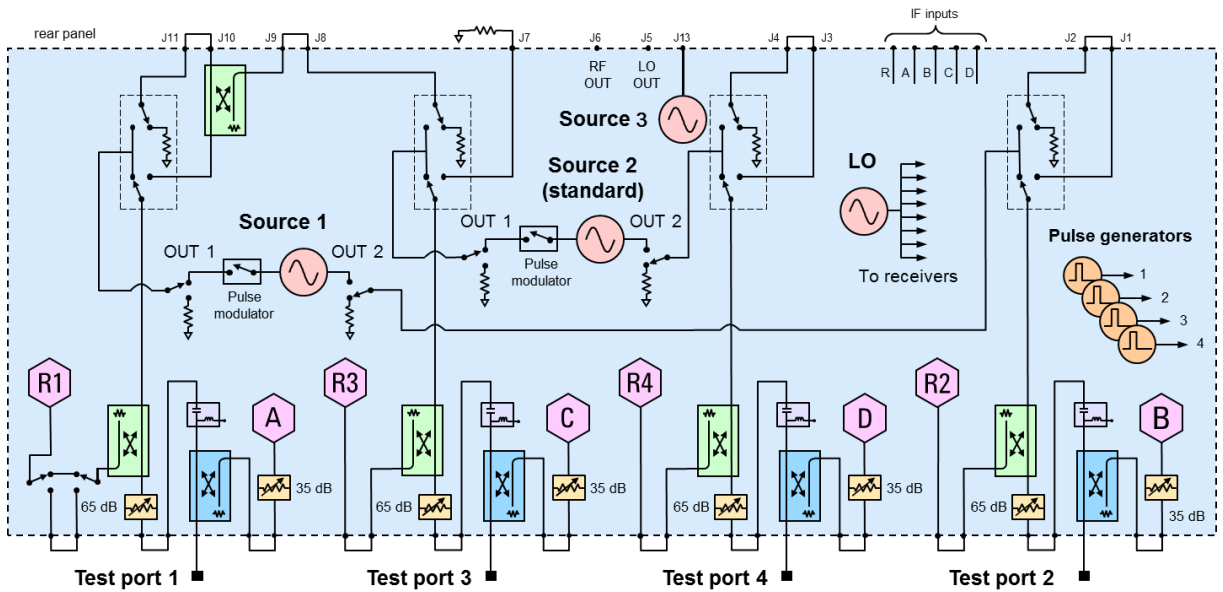 IF inputs
rear panel
J11 J10 J9 J8 J7 J6 J5 J13 J4 J3 J2 J1
RF OUT
LO OUT
R A B C D
Source 3
Source 2 (standard)
LO
To receivers
Source 1
OUT 1
OUT 2
Pulse modulator
OUT 1
OUT 2
Pulse modulator
Pulse generators
1
2
3
4
R1
A
R3
C
R4
D
R2
B
65 dB
35 dB
65 dB
35 dB
65 dB
35 dB
65 dB
35 dB
Test port 1
Test port 3
Test port 4
Test port 2